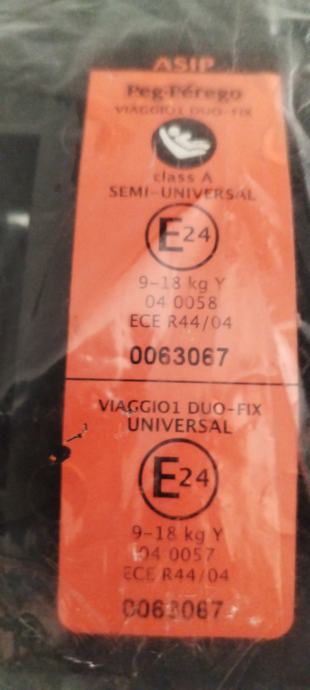 ASIP
Peg-Pérego
VIAGGIO1 DUO-FIX
class A
SEMI-UNIVERSAL
E24
9-18 kg Y
04 0058
ECE R44/04
0063067
VIAGGIO1 DUO-FIX
UNIVERSAL
E24
9-18 kg Y
04 0057
ECE R44/04
0063067